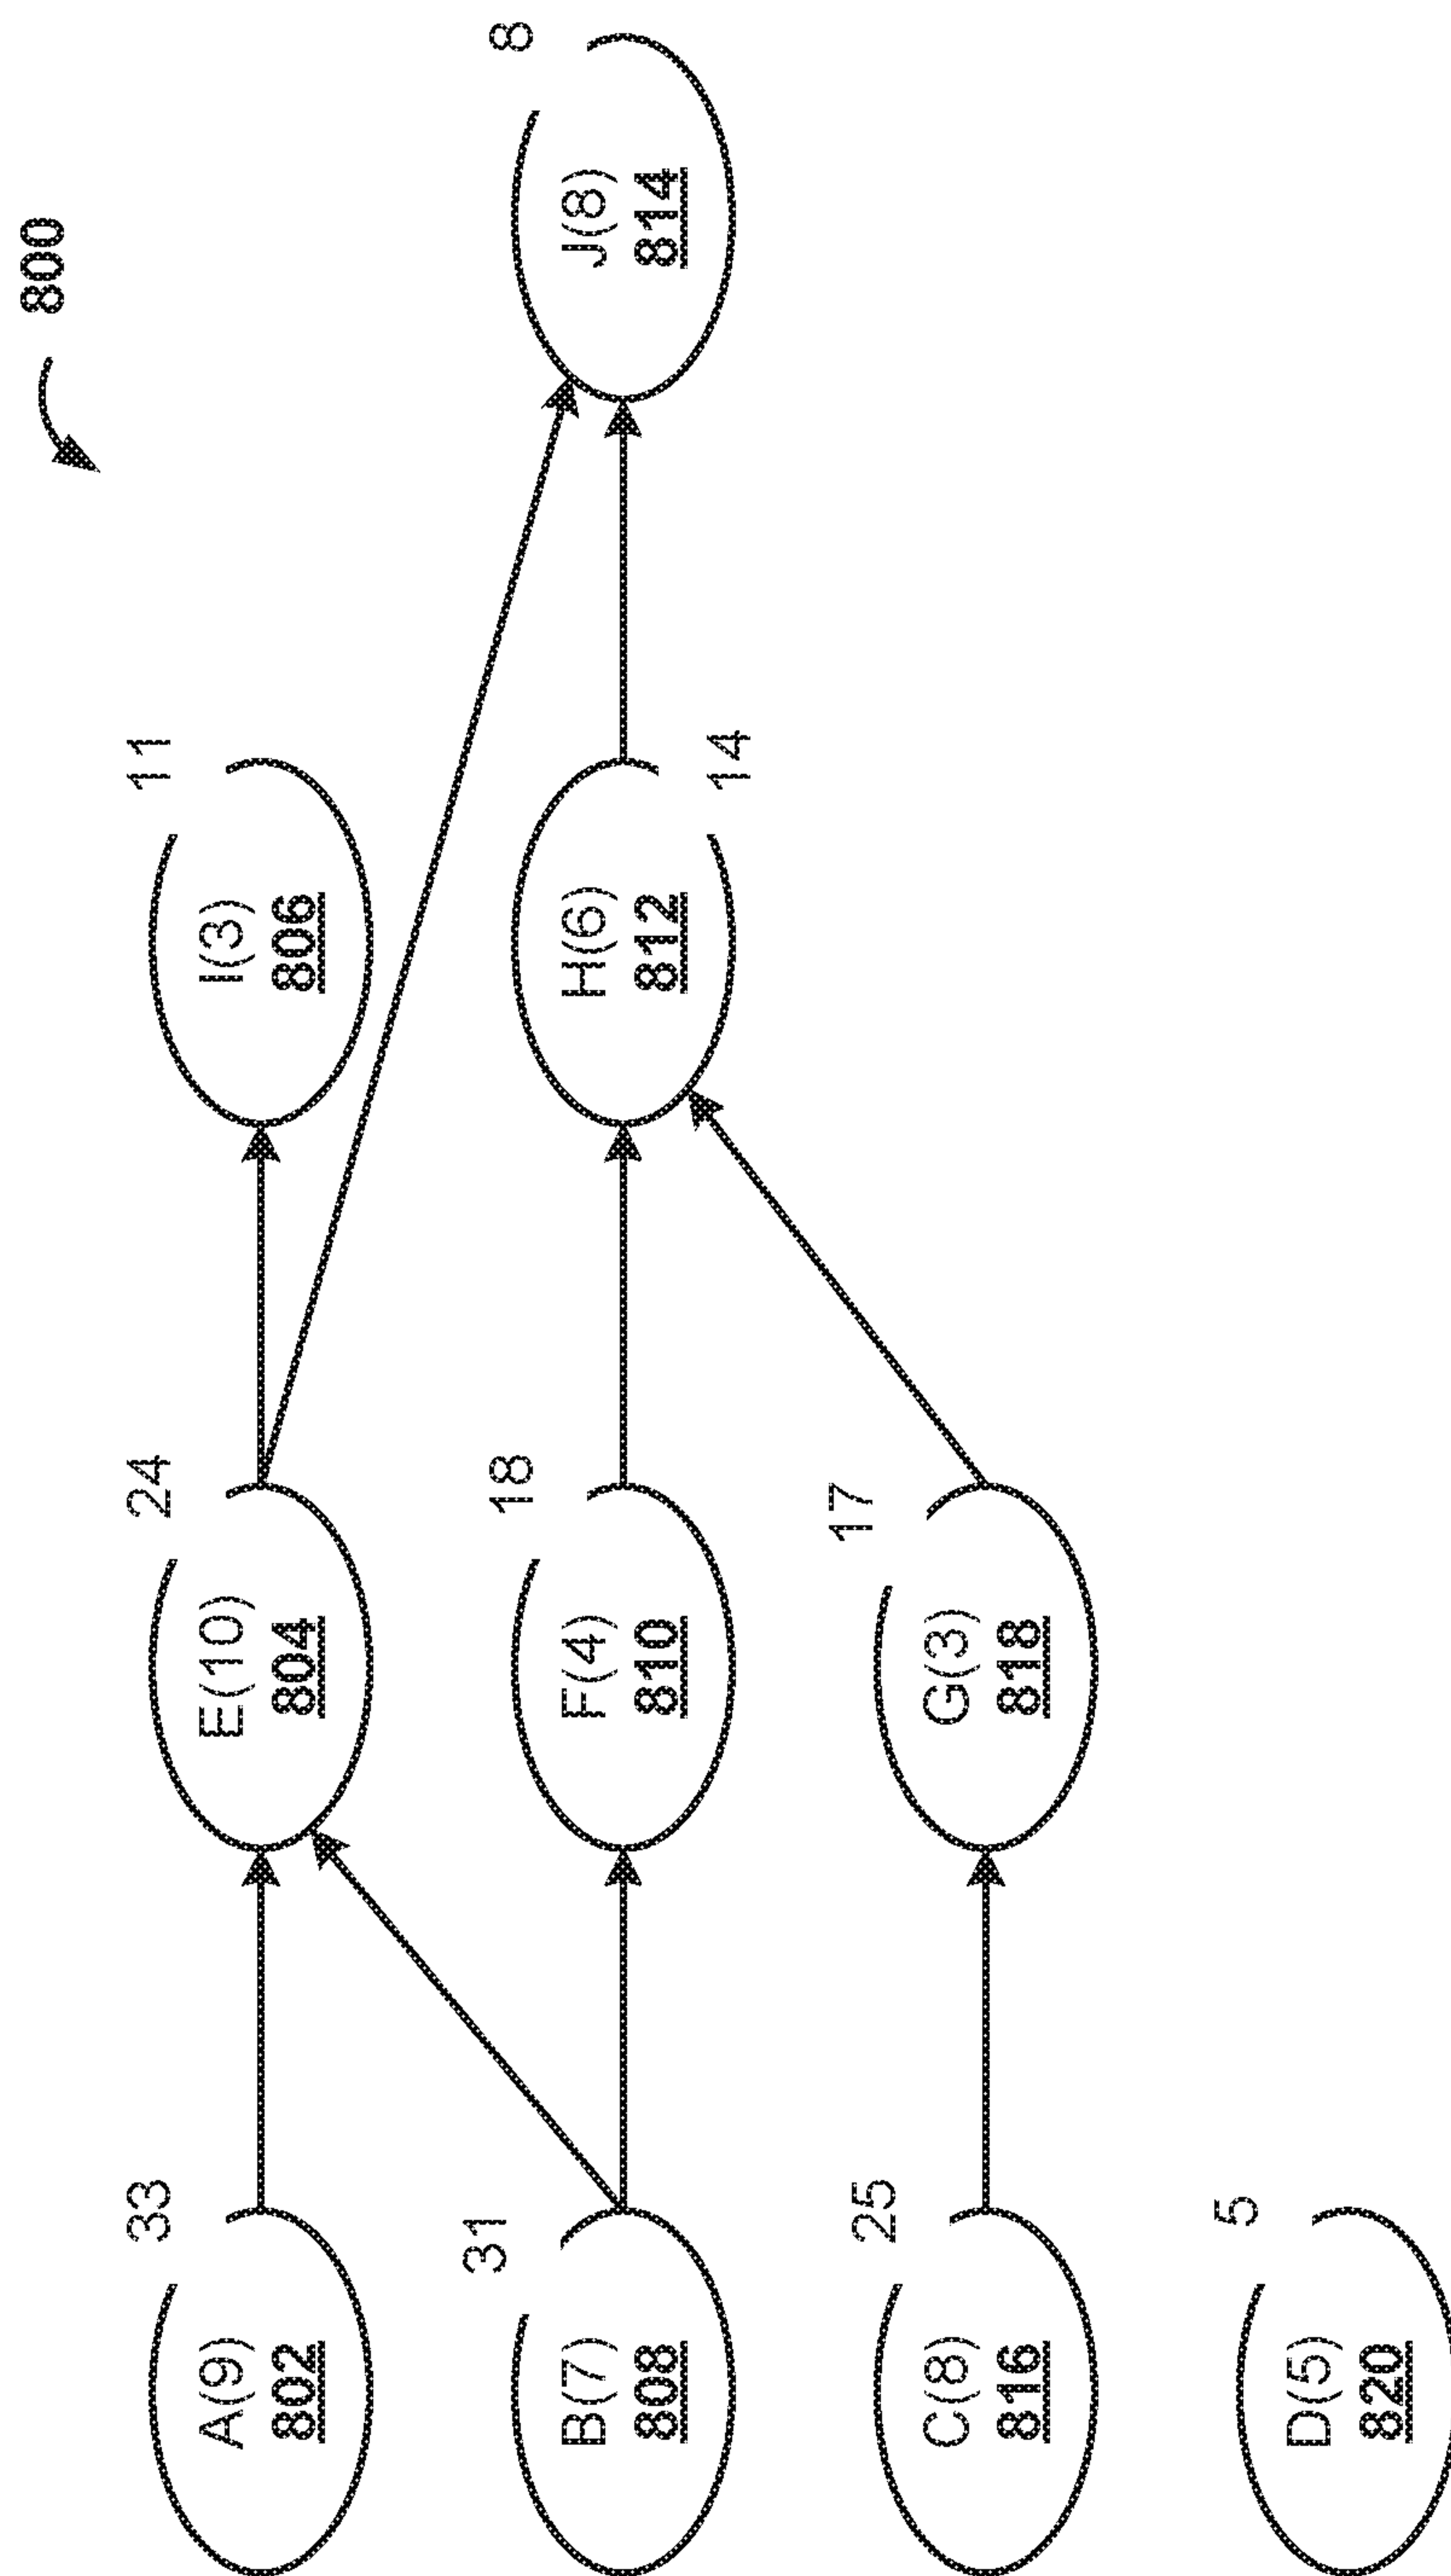 800
33
A(9)
802
24
E(10)
804
11
I(3)
806
31
B(7)
808
18
F(4)
810
H(6)
812
14
8
J(8)
814
25
C(8)
816
17
G(3)
818
5
D(5)
820